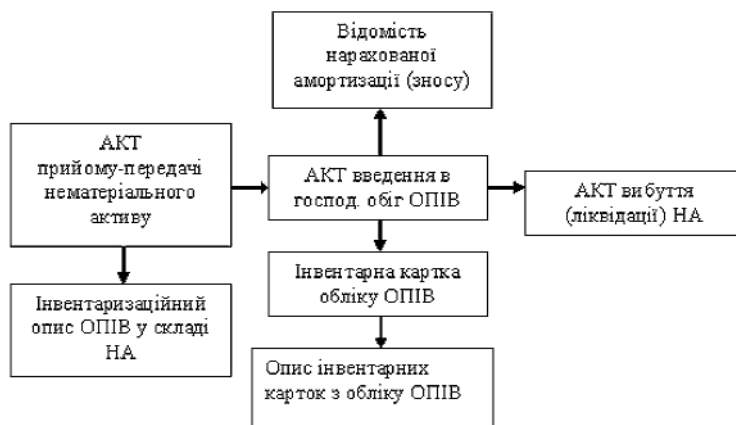 Відомість
нарахованої
амортизації (зносу)
АКТ
прийому-передачі
нематеріального
активу
АКТ введення в
господ. обіг ОПІВ
АКТ вибуття
(ліквідації) НА
Інвентаризаційний
опис ОПІВ у складі
НА
Інвентарна картка
обліку ОПІВ
Опис інвентарних
карток з обліку ОПІВ